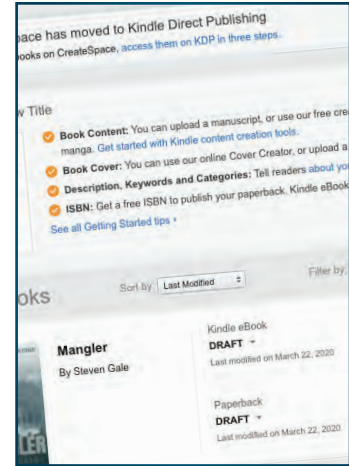 pace has moved to Kindle Direct Publishing
ooks on CreateSpace, access them on KDP in three steps.
w Title
Book Content: You can upload a manuscript, or use our free cre
manga. Get started with Kindle content creation tools.
Book Cover: You can use our online Cover Creator, or upload a
Description, Keywords and Categories: Tell readers about you
ISBN: Get a free ISBN to publish your paperback. Kindle eBook
See all Getting Started tips ›
oks
Sort by Last Modified
Filter by
Mangler
By Steven Gale
Kindle eBook
DRAFT
Last modified on March 22, 2020
Paperback
DRAFT
Last modified on March 22, 2020
LER